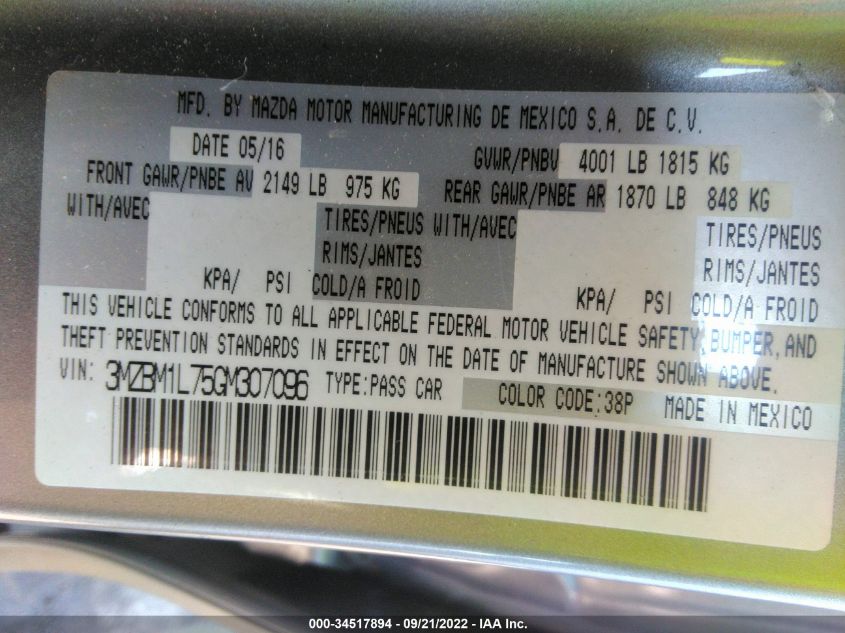 MFD. BY MAZDA MOTOR MANUFACTURING DE MEXICO S.A. DE C.V.
DATE 05/16 GVWR/PNBV 4001 LB 1815 KG
FRONT GAWR/PNBE AV 2149 LB 975 KG REAR GAWR/PNBE AR 1870 LB 848 KG
WITH/AVEC TIRES/PNEUS WITH/AVEC TIRES/PNEUS
RIMS/JANTES RIMS/JANTES
KPA/ PSI COLD/A FROID KPA/ PSI COLD/A FROID
THIS VEHICLE CONFORMS TO ALL APPLICABLE FEDERAL MOTOR VEHICLE SAFETY, BUMPER, AND
THEFT PREVENTION STANDARDS IN EFFECT ON THE DATE OF MANUFACTURE SHOWN ABOVE.
VIN: 3MZBM1L75GM307096 TYPE:PASS CAR COLOR CODE:38P MADE IN MEXICO
000-34517894 - 09/21/2022 - IAA Inc.